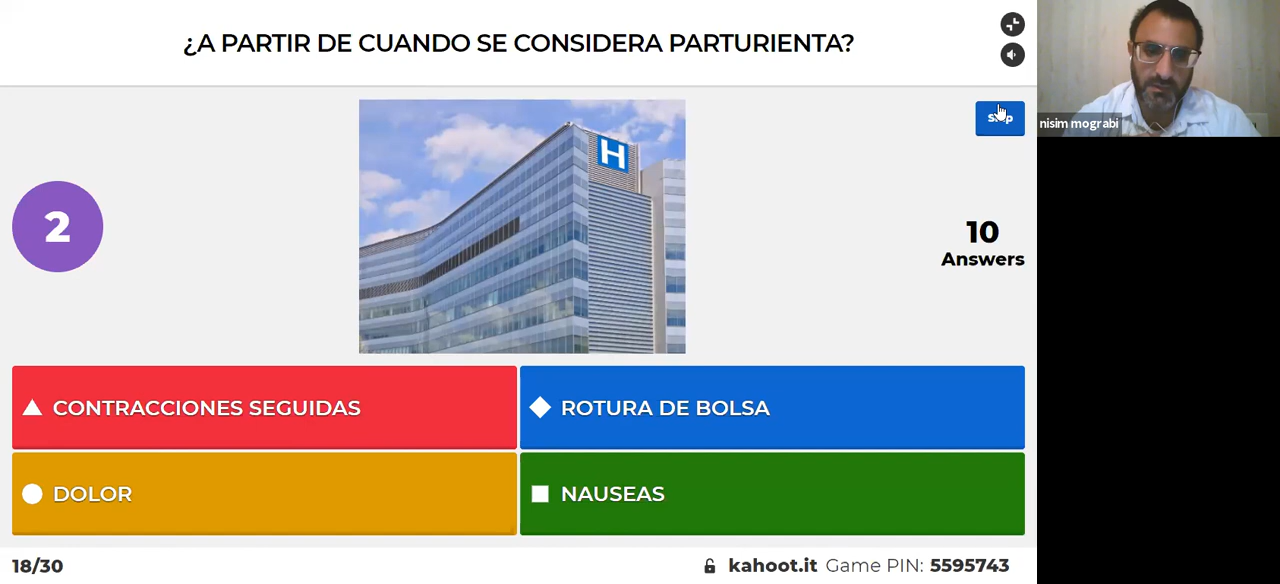 ¿A PARTIR DE CUANDO SE CONSIDERA PARTURIENTA?
H
nisim mograbi
2
10
Answers
CONTRACCIONES SEGUIDAS
ROTURA DE BOLSA
DOLOR
NAUSEAS
18/30
kahoot.it Game PIN: 5595743